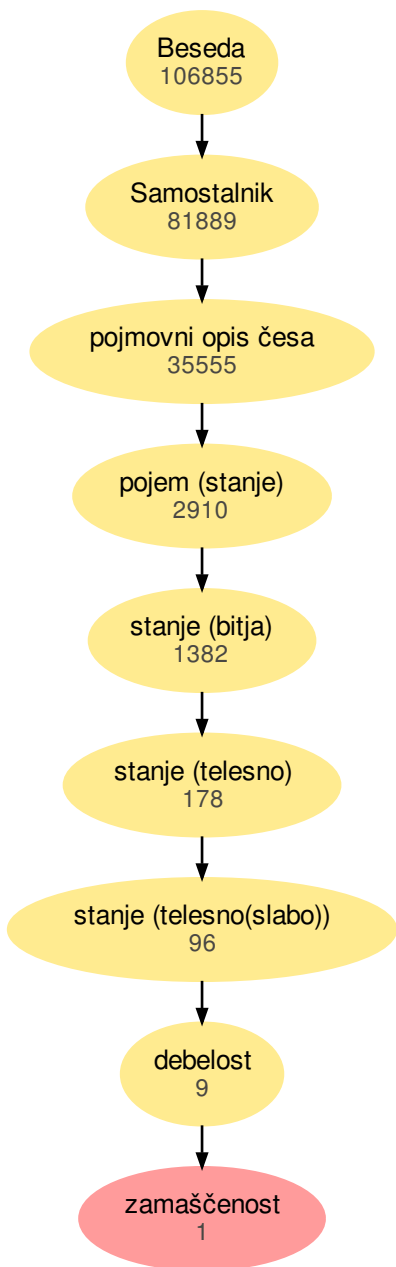 Beseda
106855
Samostalnik
81889
pojmovni opis česa
35555
pojem (stanje)
2910
stanje (bitja)
1382
stanje (telesno)
178
stanje (telesno(slabo))
96
debelost
9
zamaščenost
1